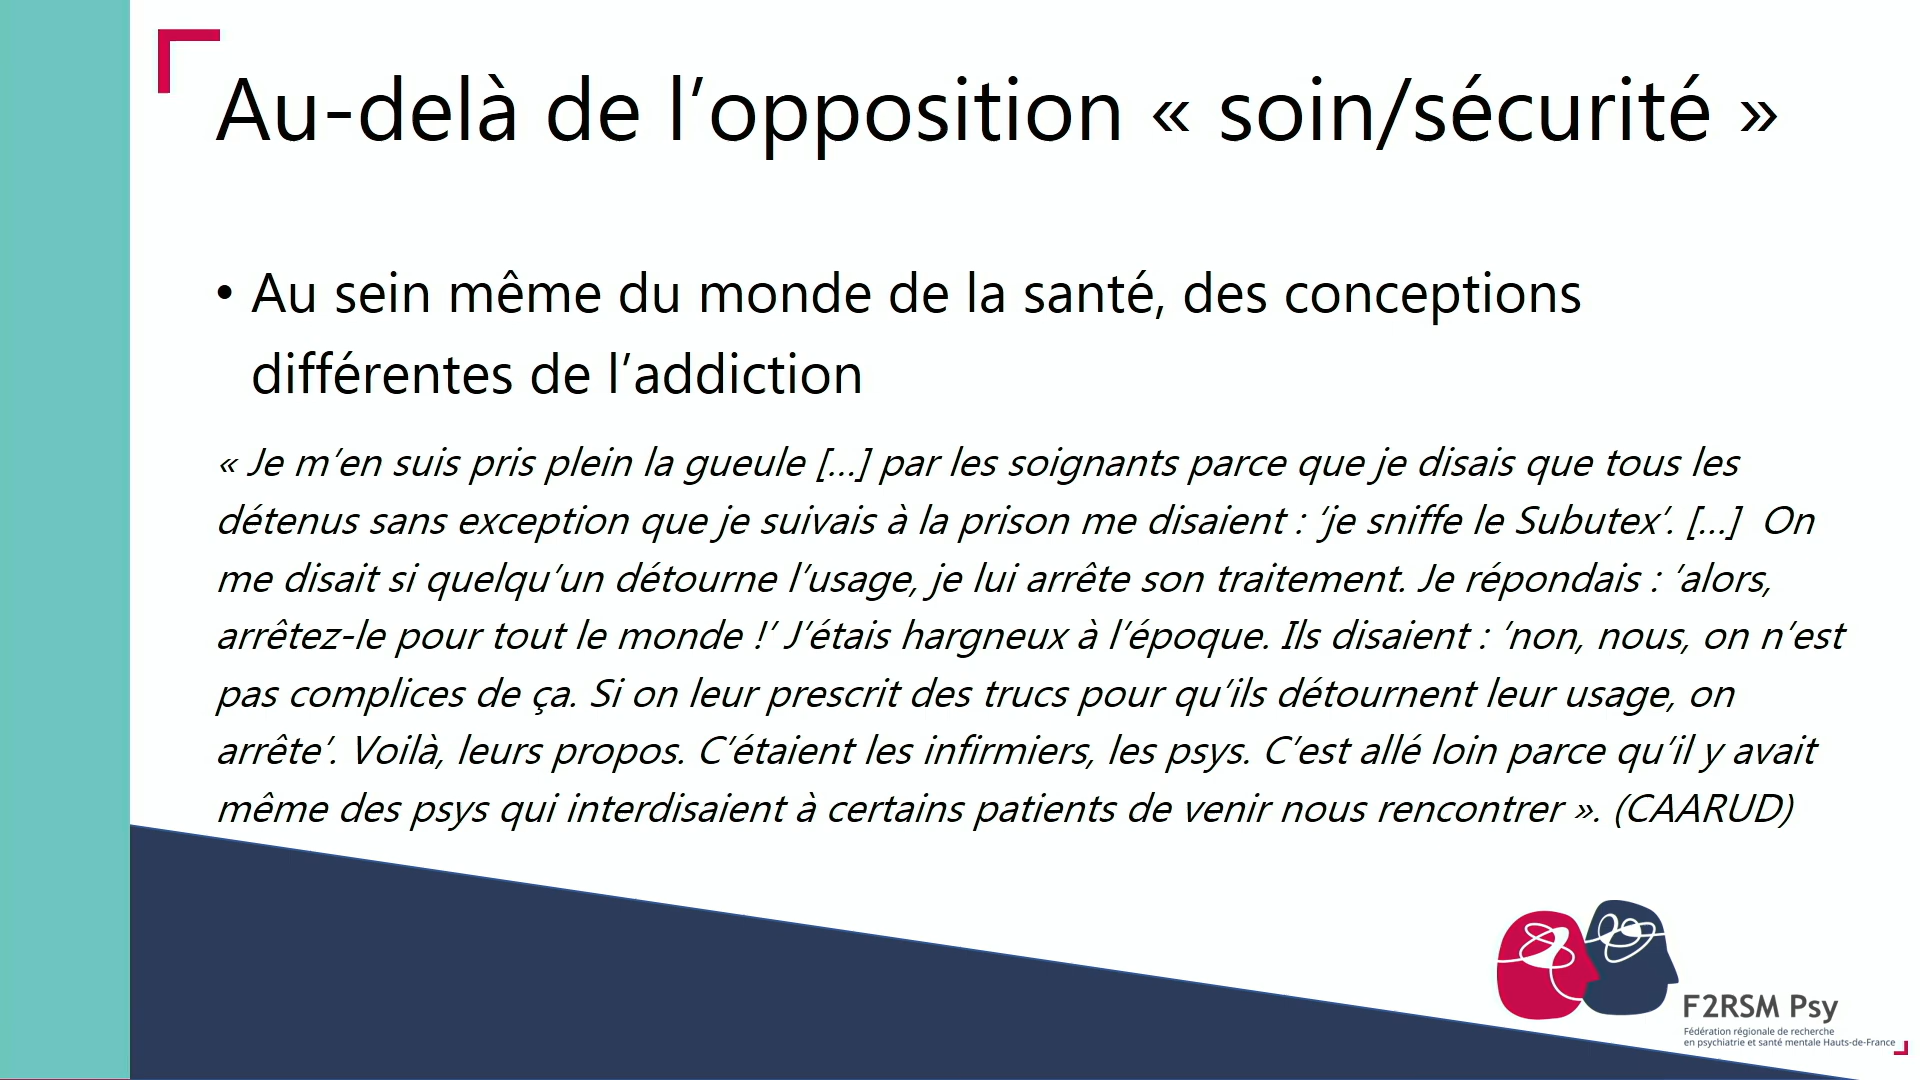 Au-delà de l’opposition « soin/sécurité »
• Au sein même du monde de la santé, des conceptions
différentes de l’addiction
« Je m’en suis pris plein la gueule […] par les soignants parce que je disais que tous les
détenus sans exception que je suivais à la prison me disaient : ‘je sniffe le Subutex’. […]  On
me disait si quelqu’un détourne l’usage, je lui arrête son traitement. Je répondais : ’alors,
arrêtez-le pour tout le monde !’ J’étais hargneux à l’époque. Ils disaient : ’non, nous, on n’est
pas complices de ça. Si on leur prescrit des trucs pour qu’ils détournent leur usage, on
arrête’. Voilà, leurs propos. C’étaient les infirmiers, les psys. C’est allé loin parce qu’il y avait
même des psys qui interdisaient à certains patients de venir nous rencontrer ». (CAARUD)
F2RSM Psy
Fédération régionale de recherche
en psychiatrie et santé mentale Hauts-de-France